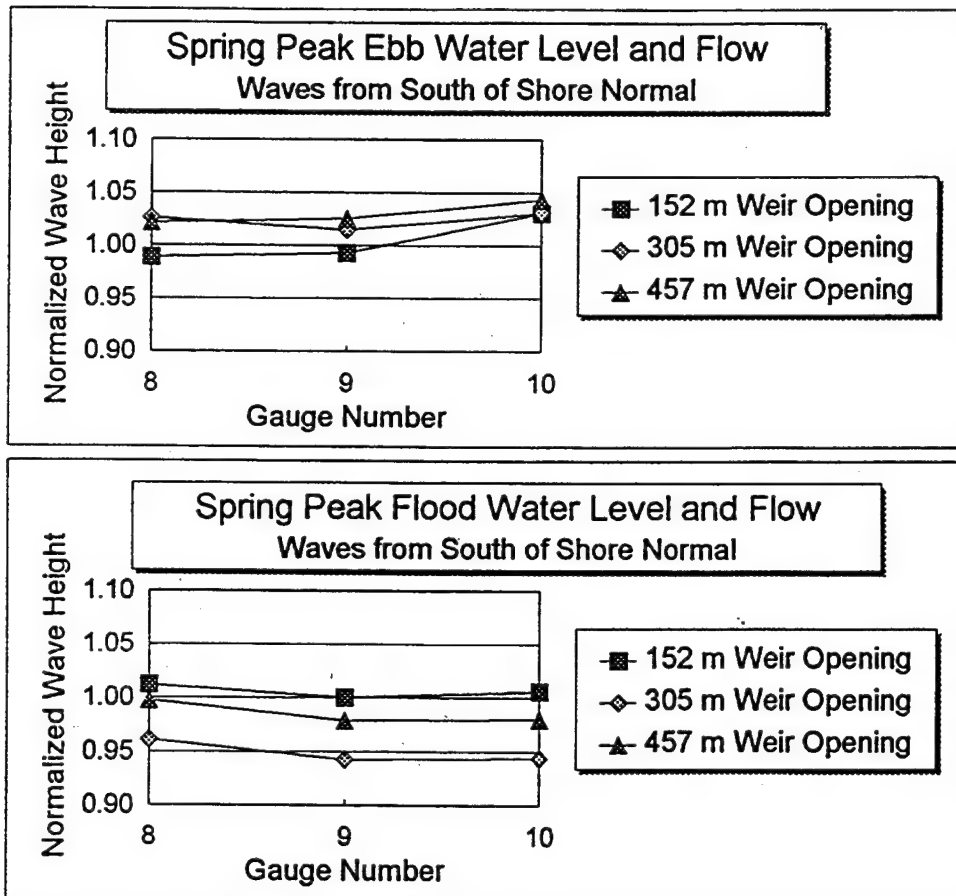 Spring Peak Ebb Water Level and Flow
Waves from South of Shore Normal
Normalized Wave Height
1.10
1.05
1.00
0.95
0.90
8
9
10
Gauge Number
152 m Weir Opening
305 m Weir Opening
457 m Weir Opening
Spring Peak Flood Water Level and Flow
Waves from South of Shore Normal
Normalized Wave Height
1.10
1.05
1.00
0.95
0.90
8
9
10
Gauge Number
152 m Weir Opening
305 m Weir Opening
457 m Weir Opening